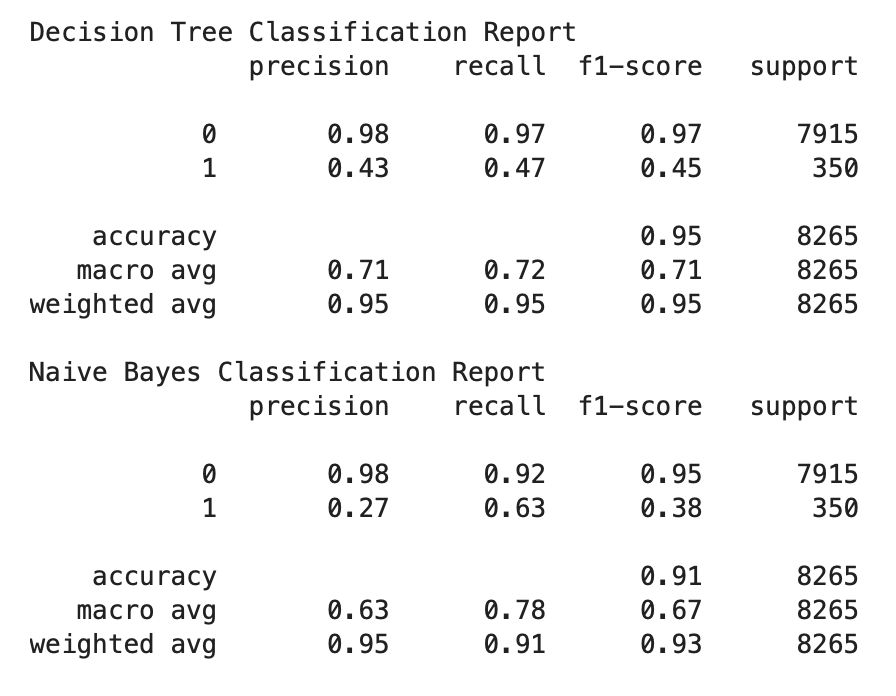 Decision Tree Classification Report
precision recall f1-score support
0 0.98 0.97 0.97 7915
1 0.43 0.47 0.45 350
accuracy 0.95 8265
macro avg 0.71 0.72 0.71 8265
weighted avg 0.95 0.95 0.95 8265
Naive Bayes Classification Report
precision recall f1-score support
0 0.98 0.92 0.95 7915
1 0.27 0.63 0.38 350
accuracy 0.91 8265
macro avg 0.63 0.78 0.67 8265
weighted avg 0.95 0.91 0.93 8265